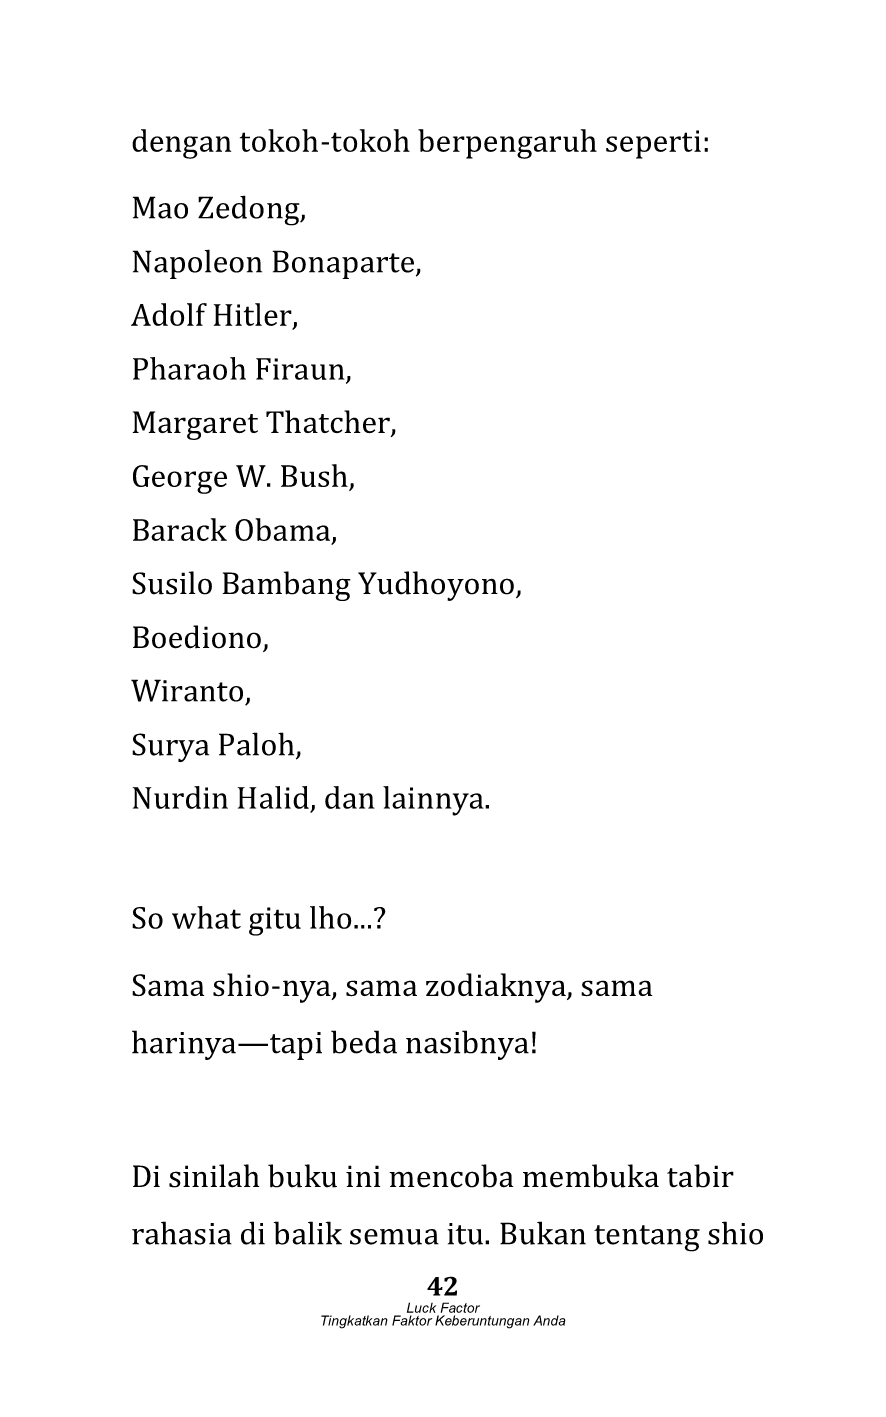 dengan tokoh-tokoh berpengaruh seperti:
Mao Zedong,
Napoleon Bonaparte,
Adolf Hitler,
Pharaoh Firaun,
Margaret Thatcher,
George W. Bush,
Barack Obama,
Susilo Bambang Yudhoyono,
Boediono,
Wiranto,
Surya Paloh,
Nurdin Halid, dan lainnya.
So what gitu lho...?
Sama shio-nya, sama zodiaknya, sama
harinya—tapi beda nasibnya!
Di sinilah buku ini mencoba membuka tabir
rahasia di balik semua itu. Bukan tentang shio
42
Luck Factor
Tingkatkan Faktor Keberuntungan Anda